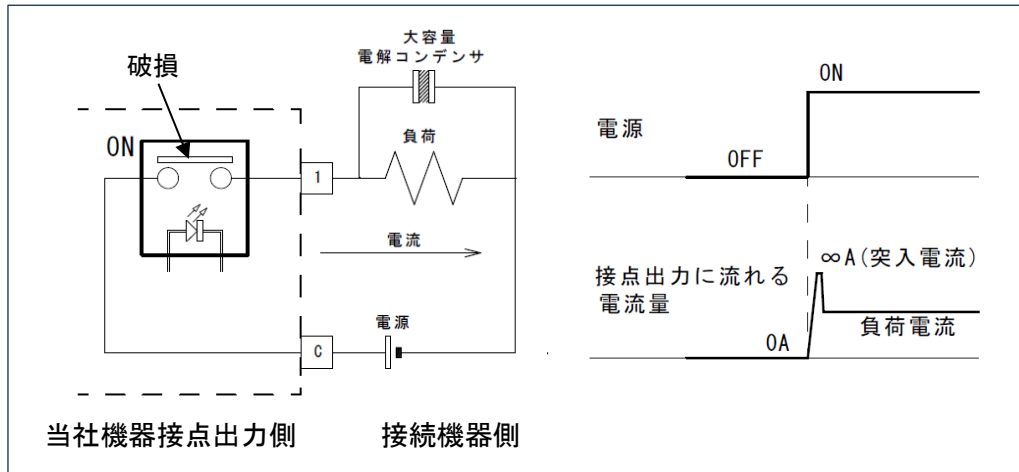 破損
ON
1
C
大容量
電解コンデンサ
負荷
電流
電源
当社機器接点出力側
接続機器側
ON
電源
OFF
∞A(突入電流)
接点出力に流れる
電流量
0A
負荷電流